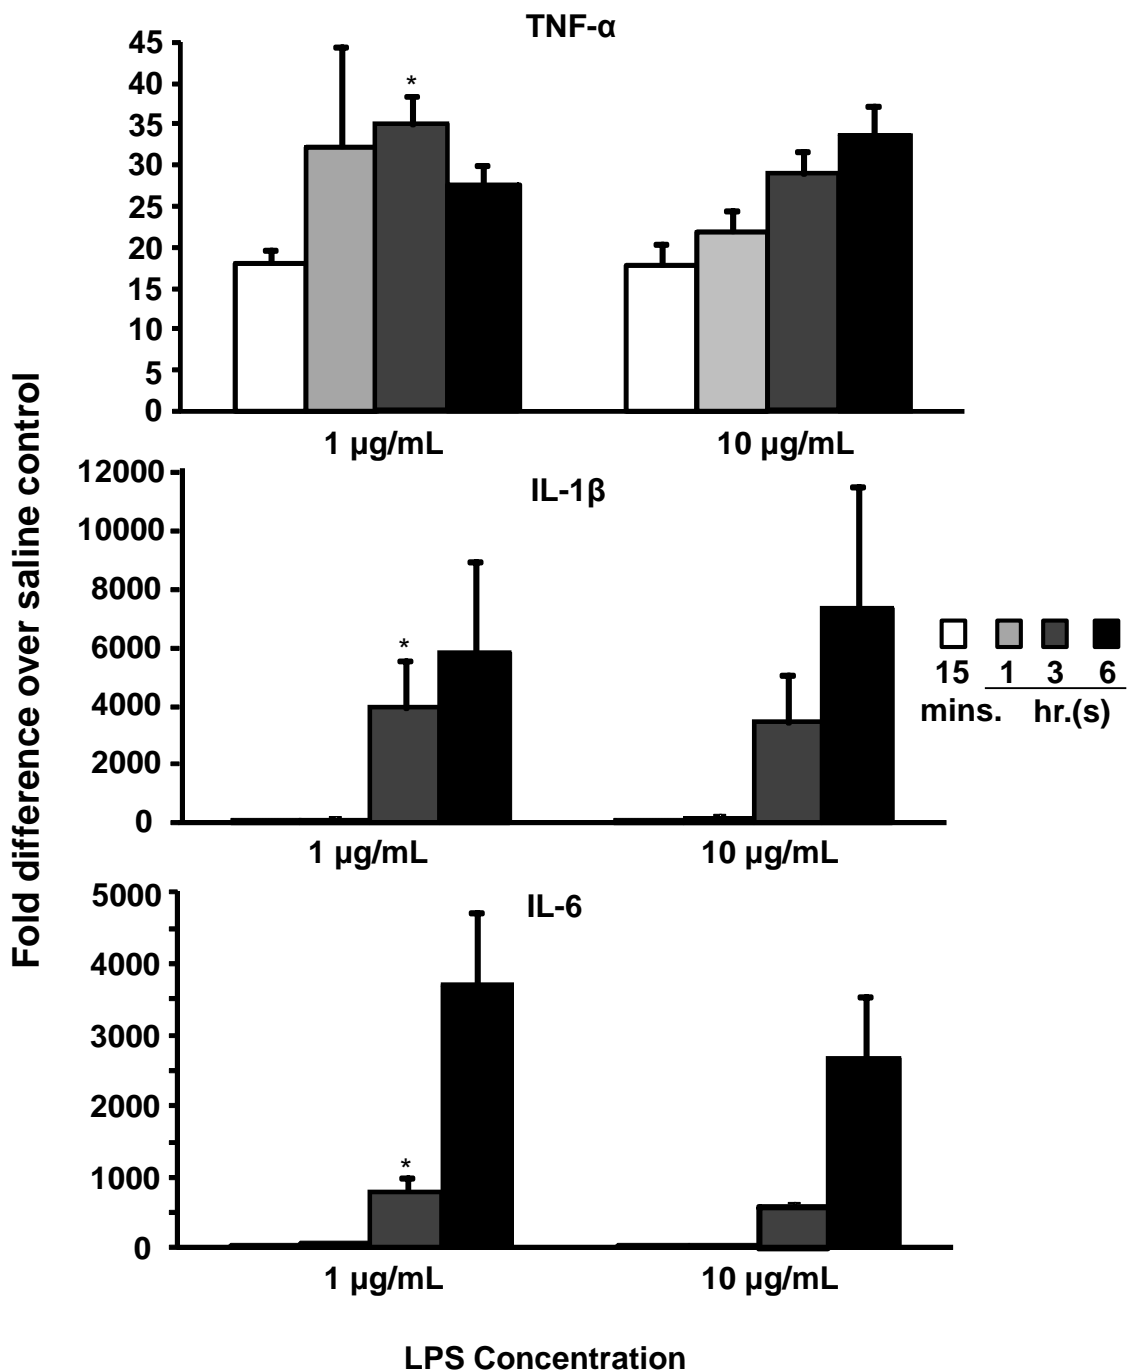 TNF-α
45
40
35
30
25
20
15
10
5
0
*
1 µg/mL
10 µg/mL
IL-1β
12000
10000
8000
6000
4000
2000
0
*
1 µg/mL
10 µg/mL
15 1 3 6
mins. hr.(s)
IL-6
5000
4000
3000
2000
1000
0
*
1 µg/mL
10 µg/mL
Fold difference over saline control
LPS Concentration